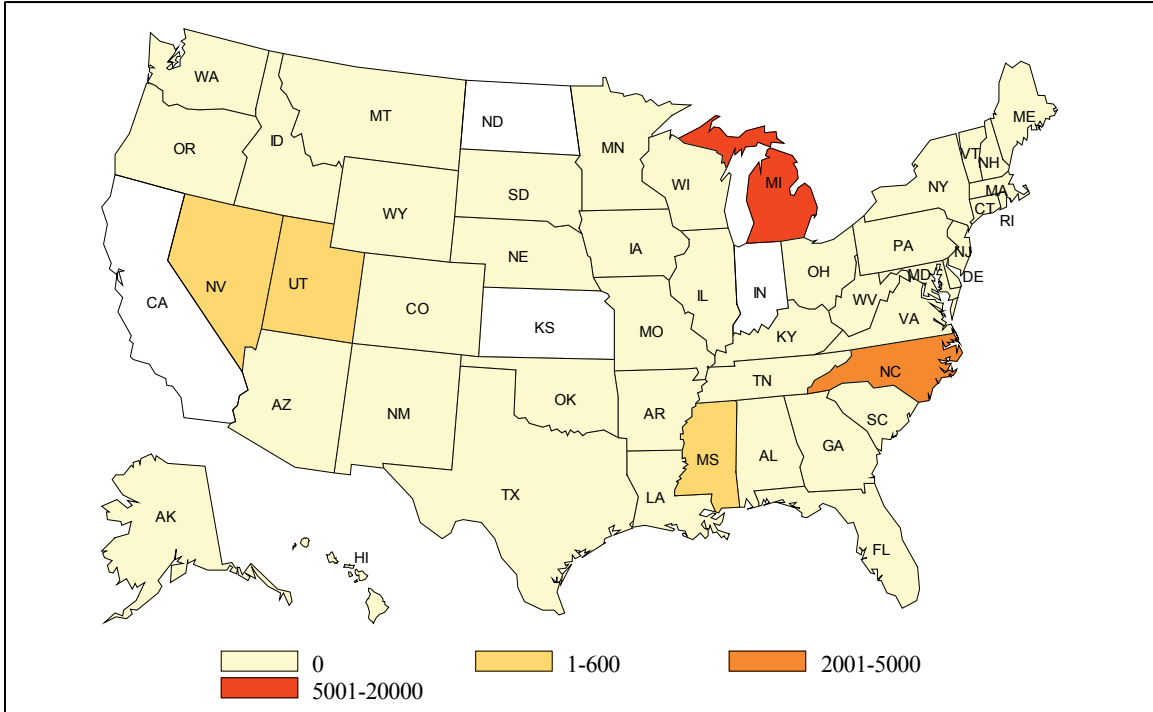 WA
MT
ND
ME
OR
ID
MN
VT
NH
WI
MI
NY
MA
SD
CT
RI
WY
IA
PA
NE
NJ
OH
MD
DE
NV
UT
IL
IN
WV
CA
CO
VA
KS
MO
KY
TN
NC
AZ
NM
OK
AR
SC
MS
AL
GA
TX
LA
AK
HI
FL
0
1-600
2001-5000
5001-20000